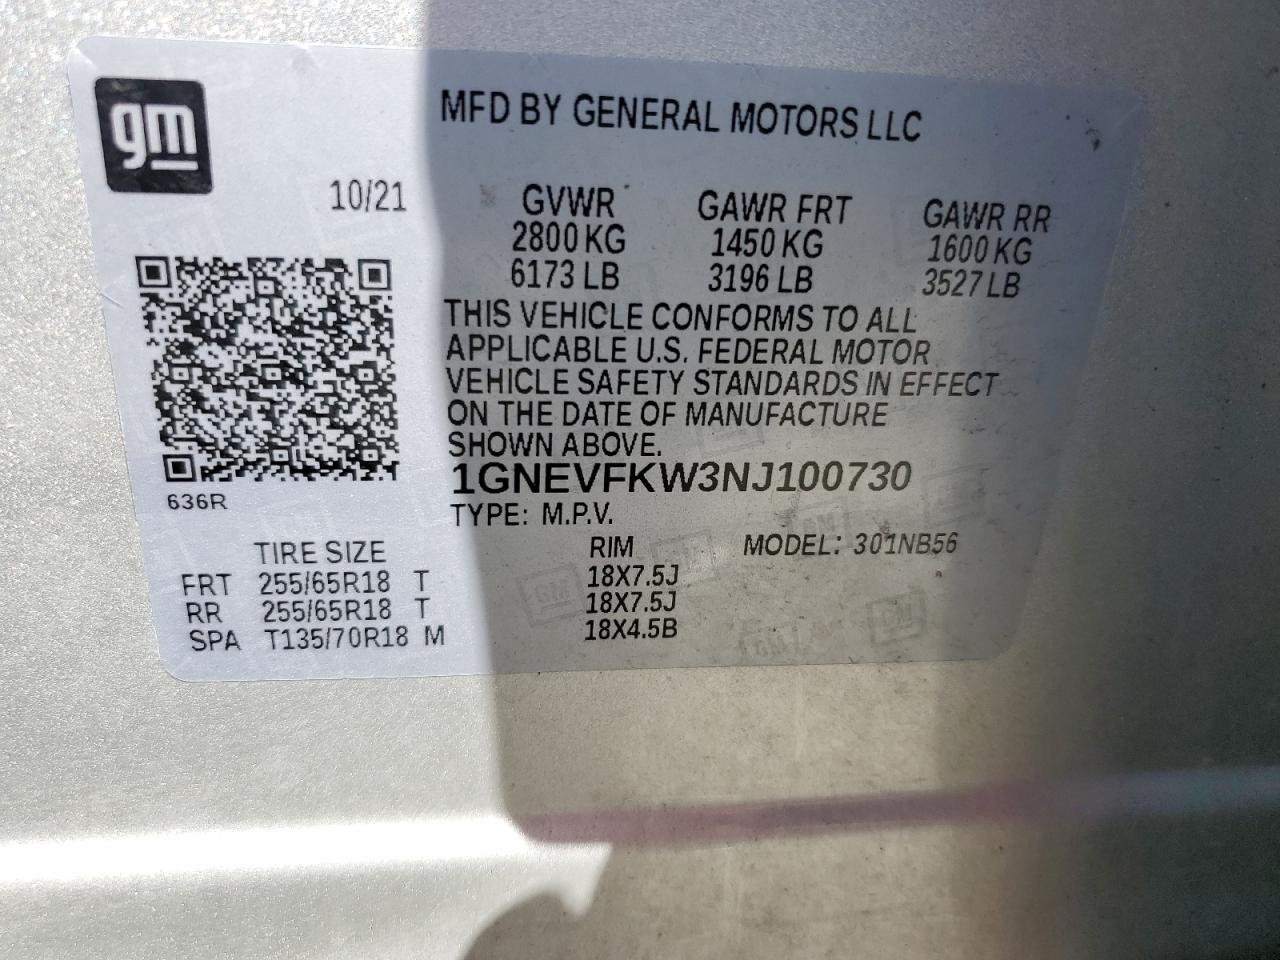 gm
MFD BY GENERAL MOTORS LLC
10/21
GVWR GAWR FRT GAWR RR
2800 KG 1450 KG 1600 KG
6173 LB 3196 LB 3527 LB
THIS VEHICLE CONFORMS TO ALL
APPLICABLE U.S. FEDERAL MOTOR
VEHICLE SAFETY STANDARDS IN EFFECT
ON THE DATE OF MANUFACTURE
SHOWN ABOVE.
1GNEVFKW3NJ100730
636R
TYPE: M.P.V.
TIRE SIZE RIM MODEL: 301NB56
FRT 255/65R18 T 18X7.5J
RR 255/65R18 T 18X7.5J
SPA T135/70R18 M 18X4.5B